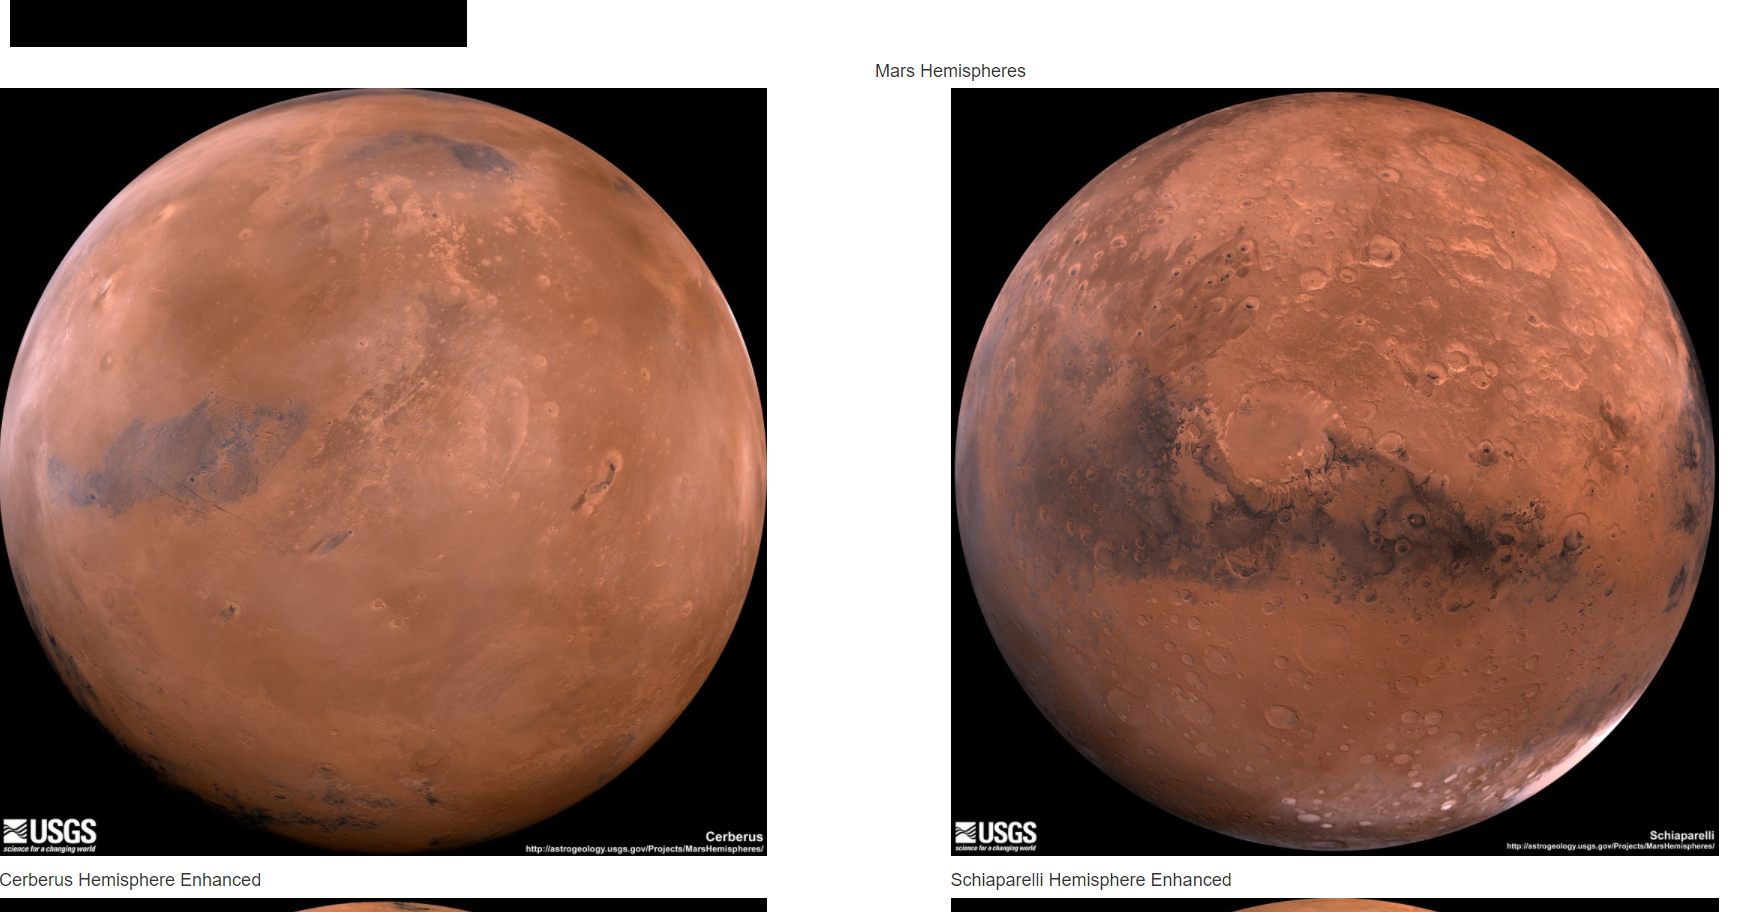 Mars Hemispheres
USGS
science for a changing world
Cerberus
http://astrogeology.usgs.gov/Projects/MarsHemispheres/
USGS
science for a changing world
Schiaparelli
http://astrogeology.usgs.gov/Projects/MarsHemispheres/
Cerberus Hemisphere Enhanced
Schiaparelli Hemisphere Enhanced